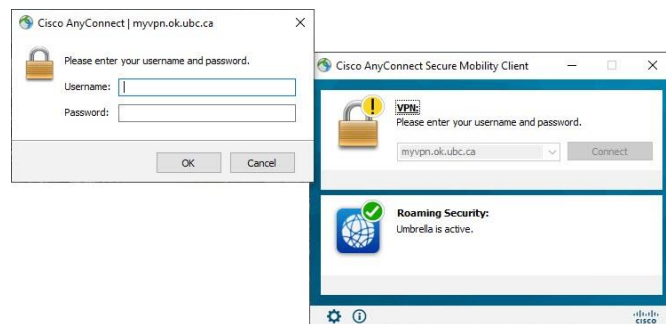 Cisco AnyConnect | myvpn.ok.ubc.ca
Please enter your username and password.
Username:
Password:
OK Cancel
Cisco AnyConnect Secure Mobility Client
VPN:
Please enter your username and password.
myvpn.ok.ubc.ca Connect
Roaming Security:
Umbrella is active.
cisco